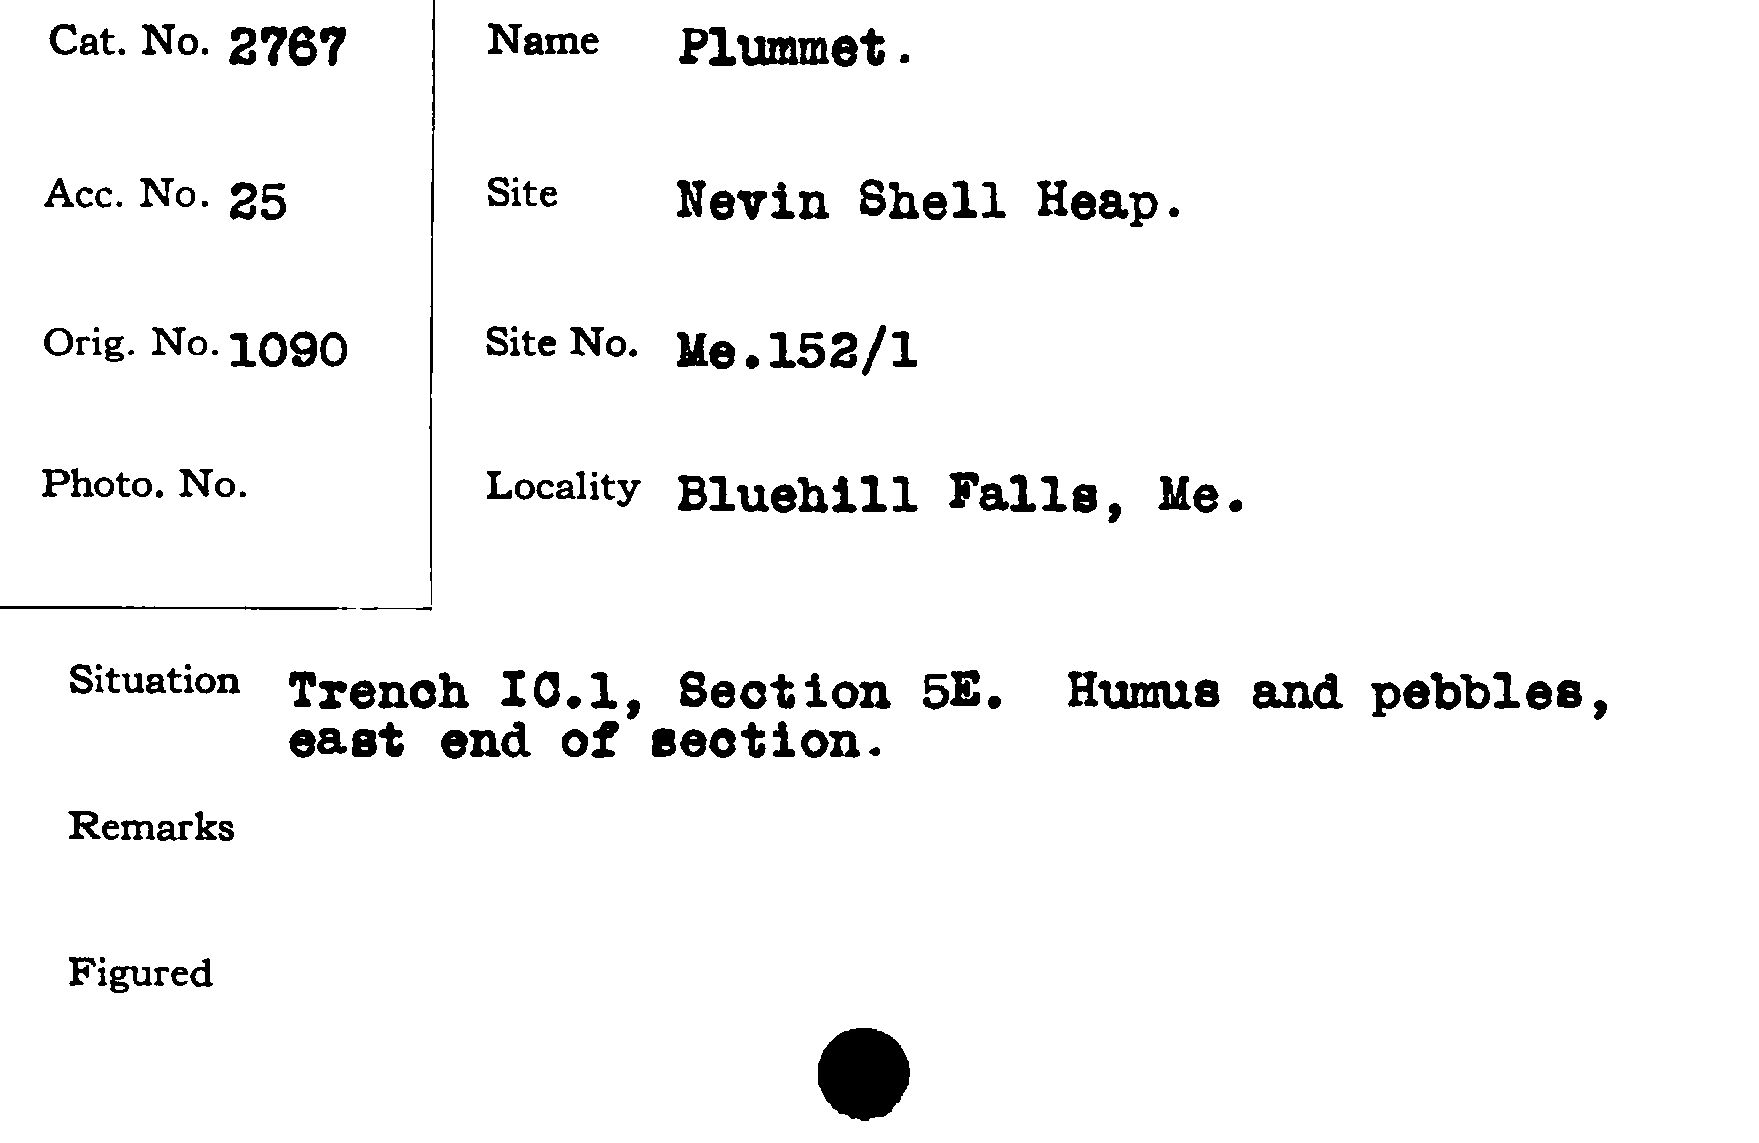 Cat. No. 2767
Name Plummet.
Acc. No. 25
Site Nevin Shell Heap.
Orig. No. 1090
Site No. Me.152/1
Photo. No.
Locality Bluehill Falls, Me.
Situation Trench IC.1, Section 5E. Humus and pebbles,
east end of section.
Remarks
Figured